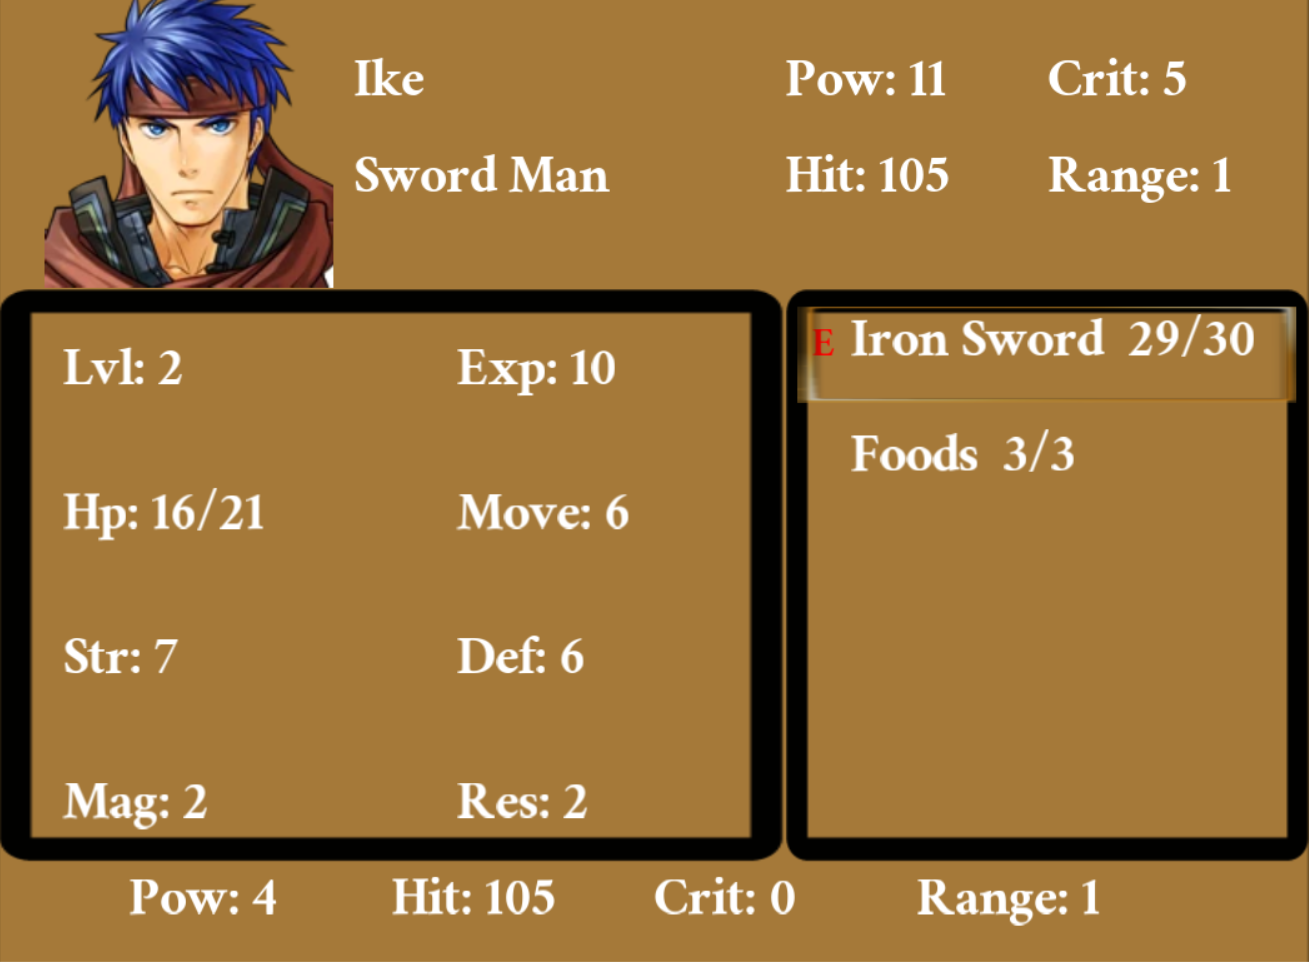 Ike
Pow: 11 Crit: 5
Sword Man
Hit: 105 Range: 1
Lvl: 2 Exp: 10
Hp: 16/21 Move: 6
Str: 7 Def: 6
Mag: 2 Res: 2
E Iron Sword 29/30
Foods 3/3
Pow: 4 Hit: 105 Crit: 0 Range: 1